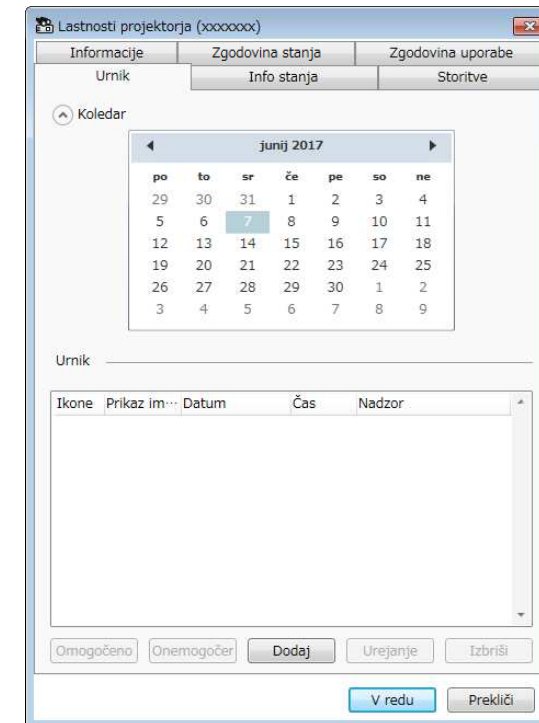 Lastnosti projektorja (xxxxxxx)
Informacije Zgodovina stanja Zgodovina uporabe
Urnik Info stanja Storitve
Koledar
junij 2017
po to sr če pe so ne
29 30 31 1 2 3 4
5 6 7 8 9 10 11
12 13 14 15 16 17 18
19 20 21 22 23 24 25
26 27 28 29 30 1 2
3 4 5 6 7 8 9
Urnik
Ikone Prikaz im··· Datum Čas Nadzor
Omogočeno Onemogočer Dodaj Urejanje Izbriši
V redu Prekliči